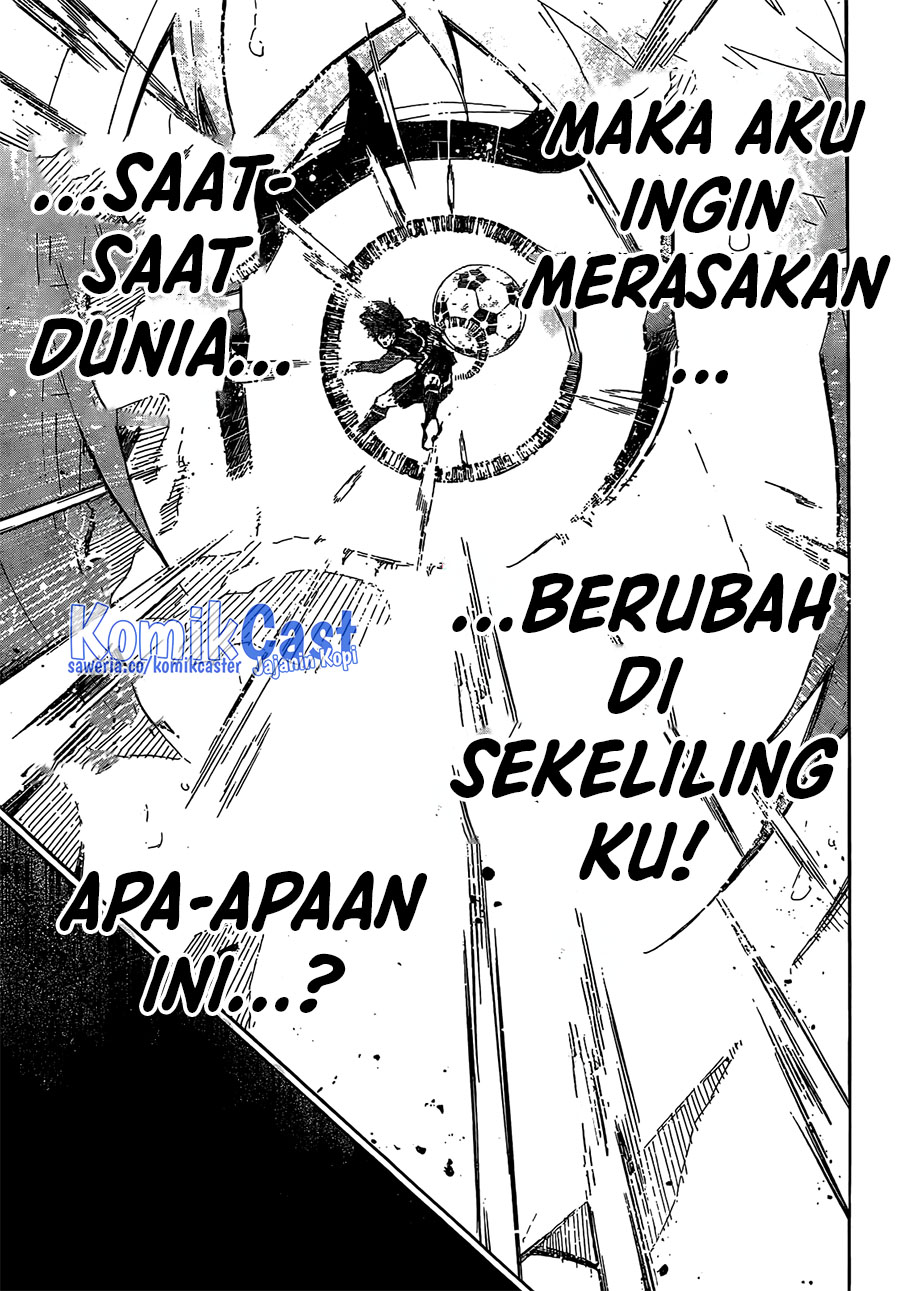 MAKA AKU
INGIN
MERASAKAN
...
...SAAT-
SAAT
DUNIA...
...BERUBAH
DI
SEKELILING
KU!
APA-APAAN
INI...?
KomikCast
saweria.co/komikcaster Jajanin Kopi